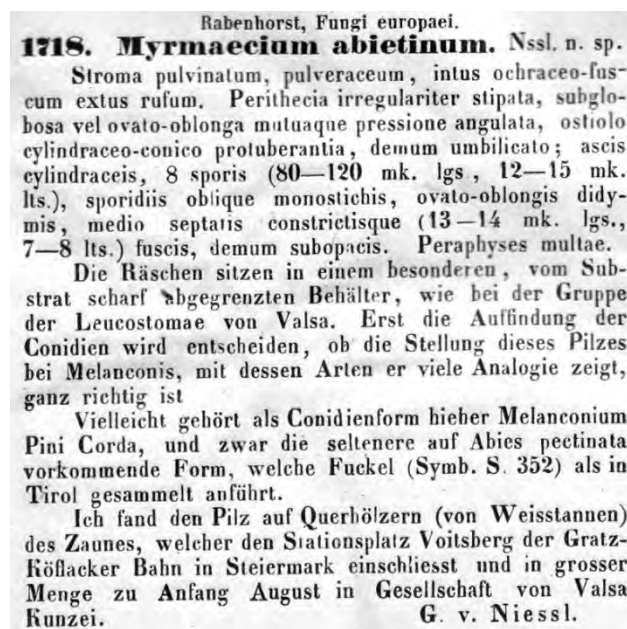 Rabenhorst, Fungi europaei.
1718. Myrmaecium abietinum. Nssl. n. sp.
Stroma pulvinatum, pulveraceum, intus ochraceo-fus-
cum extus rufum. Perithecia irregulariter stipata, subglo-
bosa vel ovato-oblonga mutuaque pressione angulata, ostiolo
cylindraceo-conico protuberantia, demum umbilicato; ascis
cylindraceis, 8 sporis (80—120 mk. lgs, 12—15 mk.
lts.), sporidiis oblique monostichis, ovato-oblongis didy-
mis, medio septatis constrictisque (13—14 mk. lgs.,
7—8 lts.) fuscis, demum subopacis. Peraphyses multae.
Die Räschen sitzen in einem besonderen, vom Sub-
strat scharf abgegrenzten Behälter, wie bei der Gruppe
der Leucostomae von Valsa. Erst die Auffindung der
Conidien wird entscheiden, ob die Stellung dieses Pilzes
bei Melanconis, mit dessen Arten er viele Analogie zeigt,
ganz richtig ist
Vielleicht gehört als Conidienform hieher Melanconium
Pini Corda, und zwar die seltenere auf Abies pectinata
vorkommende Form, welche Fuckel (Symb. S. 352) als in
Tirol gesammelt anführt.
Ich fand den Pilz auf Querhölzern (von Weisstannen)
des Zaunes, welcher den Stationsplatz Voitsberg der Gratz-
Köflacker Bahn in Steiermark einschliesst und in grosser
Menge zu Anfang August in Gesellschaft von Valsa
Kunzei. G. v. Niessl.